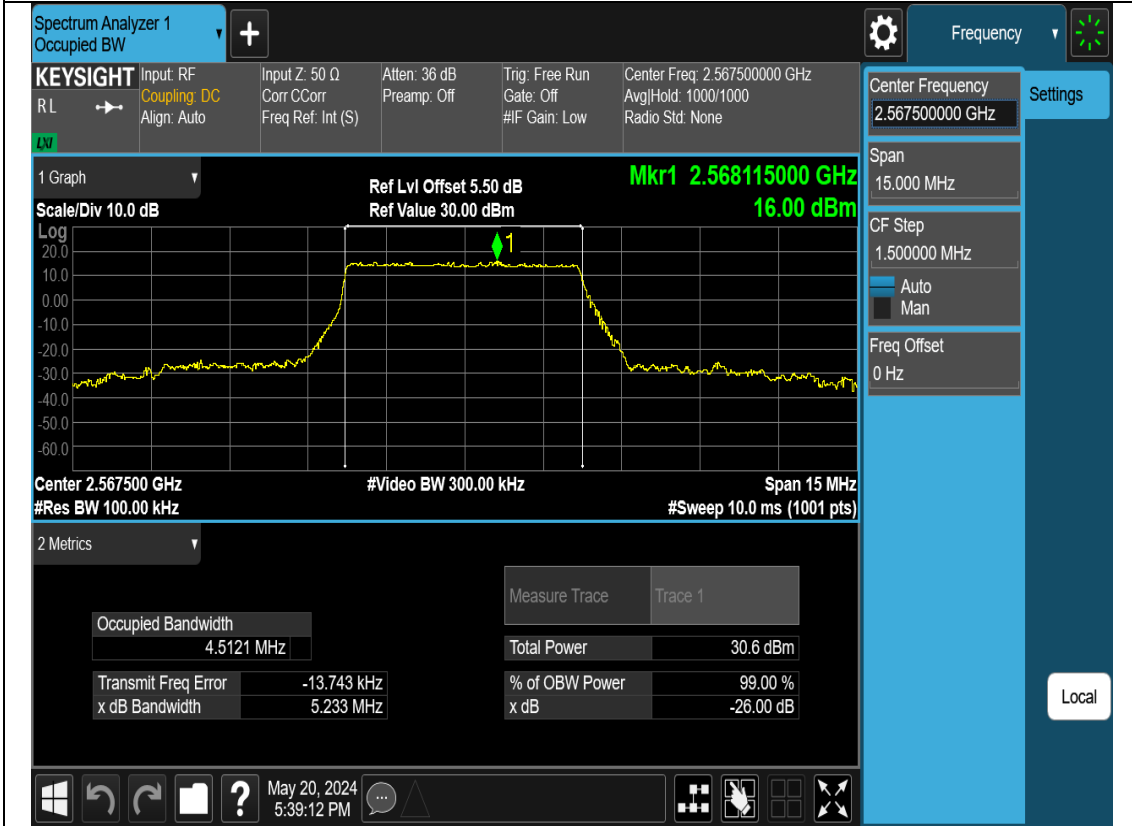 Spectrum Analyzer 1
Occupied BW
+
Frequency
KEYSIGHT
R L
LXI
Input: RF
Coupling: DC
Align: Auto
Input Z: 50 Ω
Corr CCorr
Freq Ref: Int (S)
Atten: 36 dB
Preamp: Off
Trig: Free Run
Gate: Off
#IF Gain: Low
Center Freq: 2.567500000 GHz
Avg|Hold: 1000/1000
Radio Std: None
Center Frequency
2.567500000 GHz
Settings
Span
15.000 MHz
CF Step
1.500000 MHz
Auto
Man
Freq Offset
0 Hz
Local
1 Graph
Ref Lvl Offset 5.50 dB
Mkr1 2.568115000 GHz
Scale/Div 10.0 dB
Ref Value 30.00 dBm
16.00 dBm
Log
1
20.0
10.0
0.00
-10.0
-20.0
-30.0
-40.0
-50.0
-60.0
Center 2.567500 GHz
#Video BW 300.00 kHz
Span 15 MHz
#Res BW 100.00 kHz
#Sweep 10.0 ms (1001 pts)
2 Metrics
Measure Trace
Trace 1
Occupied Bandwidth
4.5121 MHz
Total Power
30.6 dBm
Transmit Freq Error
-13.743 kHz
% of OBW Power
99.00 %
x dB Bandwidth
5.233 MHz
x dB
-26.00 dB
?
May 20, 2024
5:39:12 PM